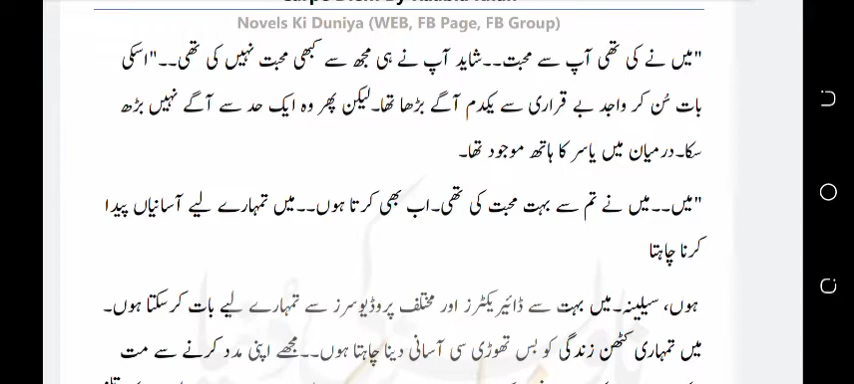 Novels Ki Duniya (WEB, FB Page, FB Group)
"میں نے کی تھی آپ سے محبت۔۔شاید آپ نے ہی مجھ سے کبھی محبت نہیں کی تھی۔۔"اسکی
بات سُن کر واجد بے قراری سے یکدم آگے بڑھا تھا۔لیکن پھر وہ ایک حد سے آگے نہیں بڑھ
سکا۔درمیان میں یاسر کا ہاتھ موجود تھا۔
"میں۔۔میں نے تم سے بہت محبت کی تھی۔اب بھی کرتا ہوں۔۔میں تمہارے لیے آسانیاں پیدا
کرنا چاہتا
ہوں، سیلینہ۔میں بہت سے ڈائیریکٹرز اور مختلف پروڈیوسرز سے تمہارے لیے بات کرسکتا ہوں۔
میں تمہاری کٹھن زندگی کو بس تھوڑی سی آسانی دینا چاہتا ہوں۔۔مجھے اپنی مدد کرنے سے مت